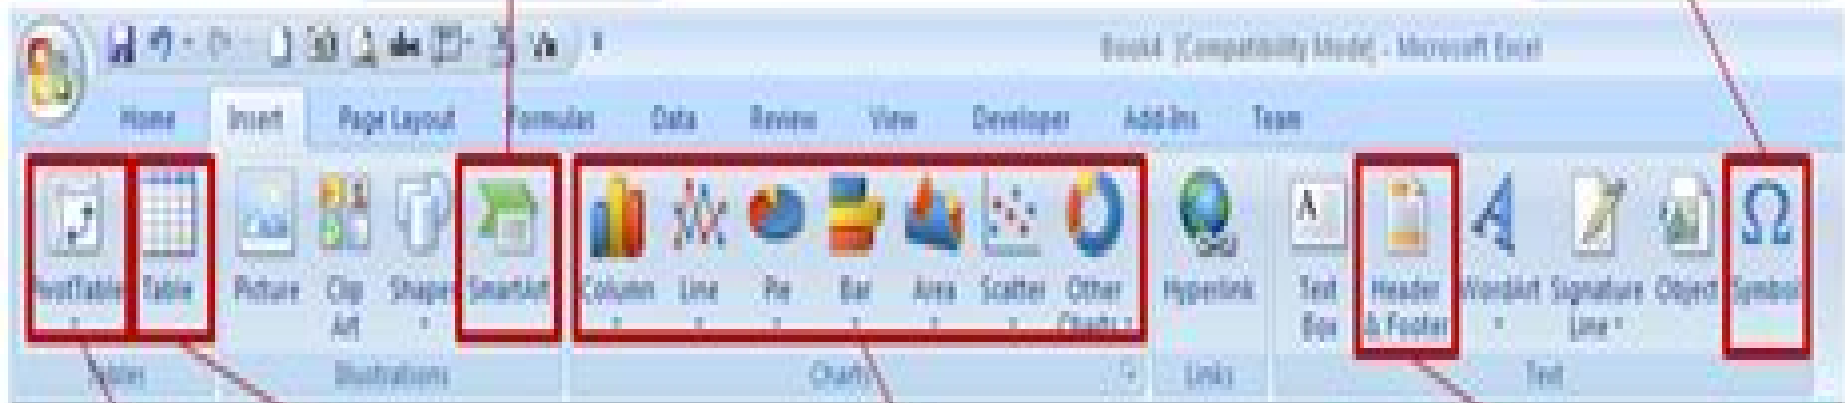 Book4 [Compatibility Mode] - Microsoft Excel
Home Insert Page Layout Formulas Data Review View Developer Add-Ins Team
PivotTable Table Picture Clip Art Shapes SmartArt Column Line Pie Bar Area Scatter Other Charts Hyperlink Text Box Header & Footer WordArt Signature Line Object Symbol
Tables Illustrations Charts Links Text